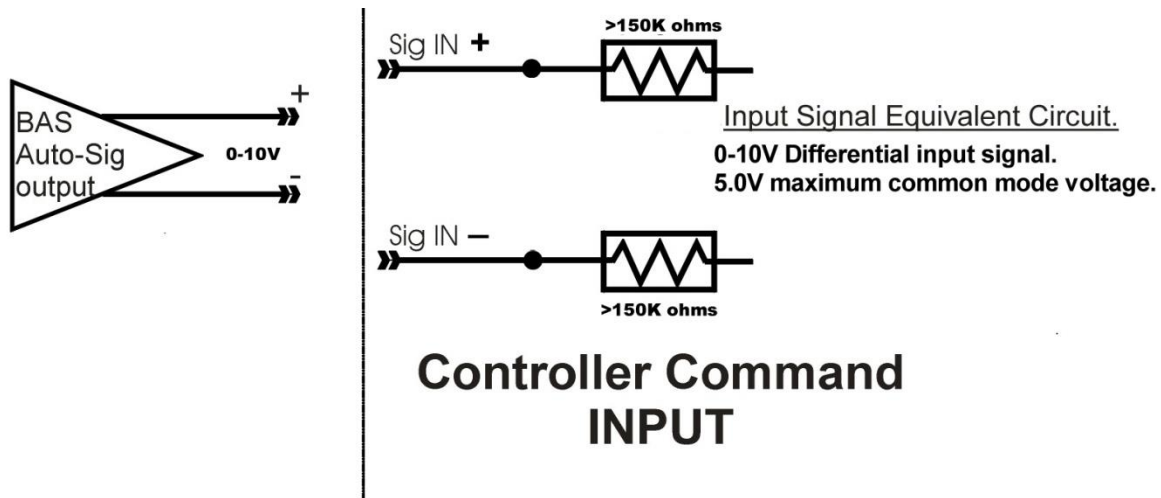 BAS
Auto-Sig
output
+
0-10V
-
Sig IN +
>150K ohms
Input Signal Equivalent Circuit.
0-10V Differential input signal.
5.0V maximum common mode voltage.
Sig IN −
>150K ohms
Controller Command
INPUT